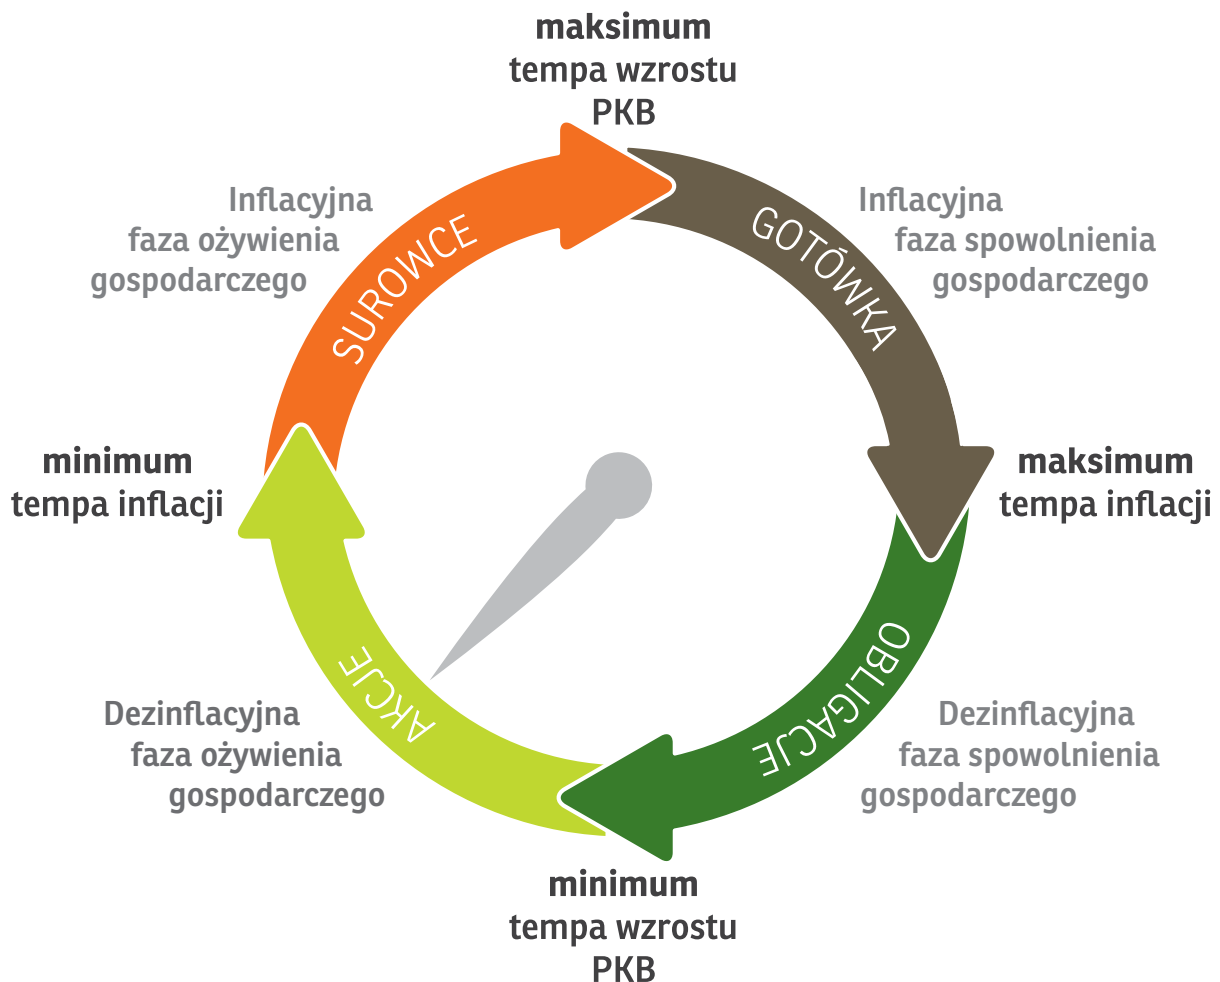 maksimum
tempa wzrostu
PKB
Inflacyjna
faza ożywienia
gospodarczego
SUROWCE
GOTÓWKA
Inflacyjna
faza spowolnienia
gospodarczego
minimum
tempa inflacji
maksimum
tempa inflacji
Dezinflacyjna
faza ożywienia
gospodarczego
AKCJE
OBLIGACJE
Dezinflacyjna
faza spowolnienia
gospodarczego
minimum
tempa wzrostu
PKB